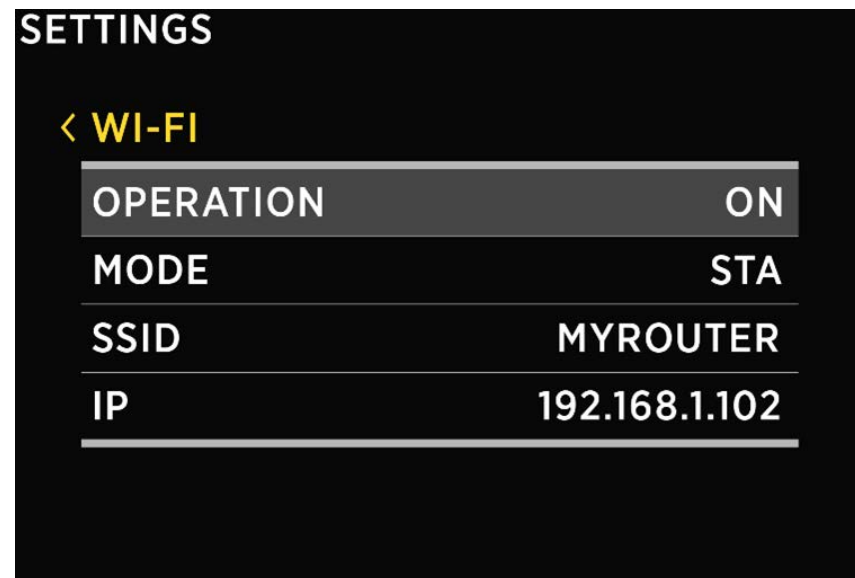 SETTINGS
< WI-FI
OPERATION ON
MODE STA
SSID MYROUTER
IP 192.168.1.102